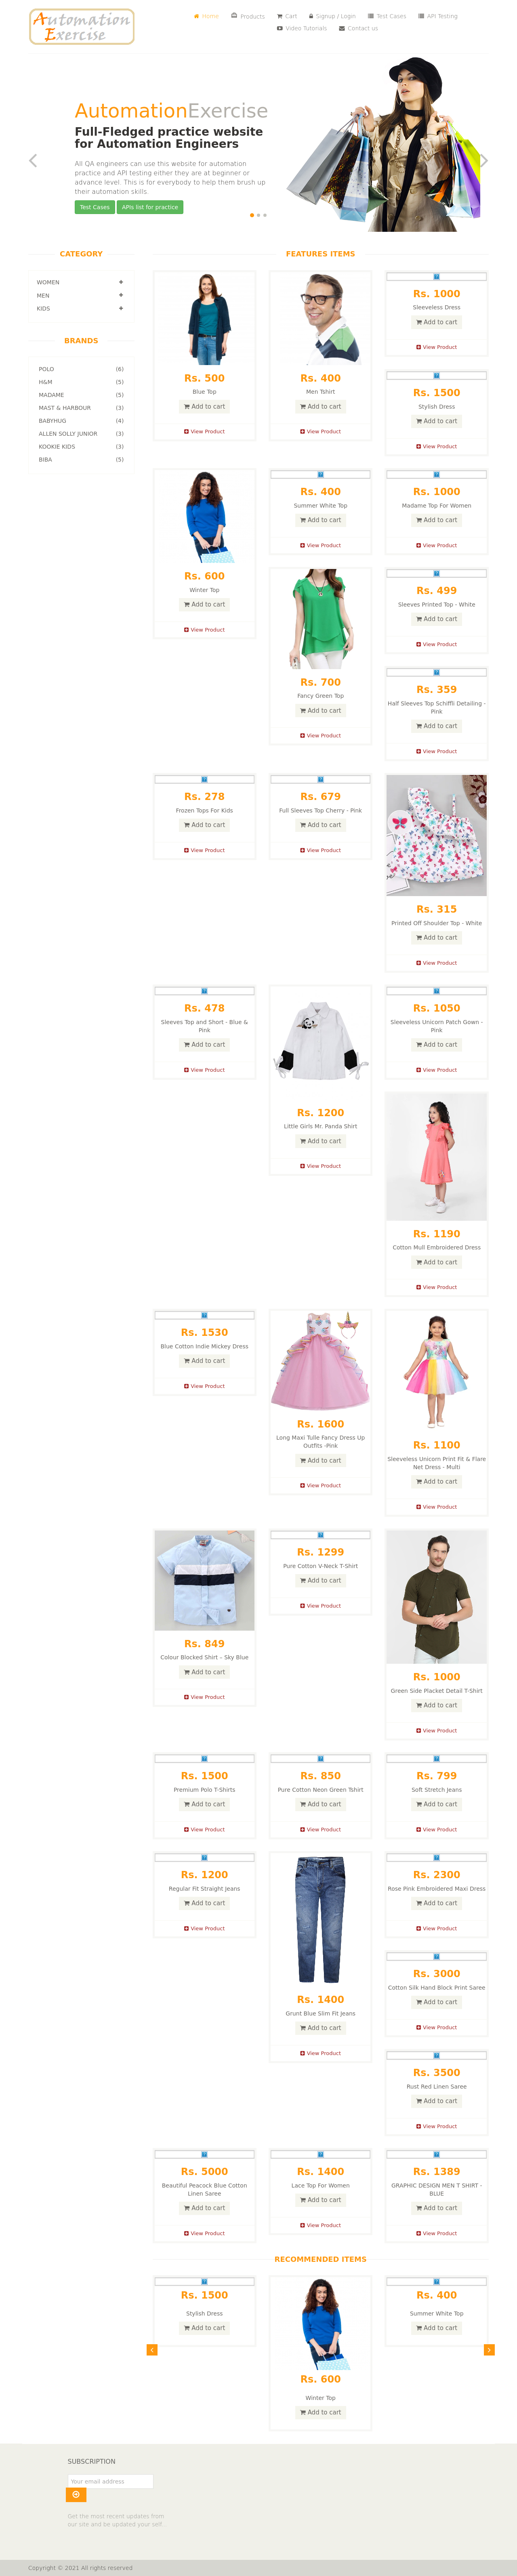 Automation
Exercise
Home
Products
Cart
Signup / Login
Test Cases
API Testing
Video Tutorials
Contact us
AutomationExercise
Full-Fledged practice website
for Automation Engineers
All QA engineers can use this website for automation
practice and API testing either they are at beginner or
advance level. This is for everybody to help them brush up
their automation skills.
Test Cases
APIs list for practice
CATEGORY
WOMEN
MEN
KIDS
BRANDS
POLO (6)
H&M (5)
MADAME (5)
MAST & HARBOUR (3)
BABYHUG (4)
ALLEN SOLLY JUNIOR (3)
KOOKIE KIDS (3)
BIBA (5)
FEATURES ITEMS
Rs. 500
Blue Top
Add to cart
View Product
Rs. 400
Men Tshirt
Add to cart
View Product
Rs. 1000
Sleeveless Dress
Add to cart
View Product
Rs. 1500
Stylish Dress
Add to cart
View Product
Rs. 600
Winter Top
Add to cart
View Product
Rs. 400
Summer White Top
Add to cart
View Product
Rs. 1000
Madame Top For Women
Add to cart
View Product
Rs. 700
Fancy Green Top
Add to cart
View Product
Rs. 499
Sleeves Printed Top - White
Add to cart
View Product
Rs. 359
Half Sleeves Top Schiffli Detailing -
Pink
Add to cart
View Product
Rs. 278
Frozen Tops For Kids
Add to cart
View Product
Rs. 679
Full Sleeves Top Cherry - Pink
Add to cart
View Product
Rs. 315
Printed Off Shoulder Top - White
Add to cart
View Product
Rs. 478
Sleeves Top and Short - Blue &
Pink
Add to cart
View Product
Rs. 1200
Little Girls Mr. Panda Shirt
Add to cart
View Product
Rs. 1050
Sleeveless Unicorn Patch Gown -
Pink
Add to cart
View Product
Rs. 1190
Cotton Mull Embroidered Dress
Add to cart
View Product
Rs. 1530
Blue Cotton Indie Mickey Dress
Add to cart
View Product
Rs. 1600
Long Maxi Tulle Fancy Dress Up
Outfits -Pink
Add to cart
View Product
Rs. 1100
Sleeveless Unicorn Print Fit & Flare
Net Dress - Multi
Add to cart
View Product
Rs. 849
Colour Blocked Shirt – Sky Blue
Add to cart
View Product
Rs. 1299
Pure Cotton V-Neck T-Shirt
Add to cart
View Product
Rs. 1000
Green Side Placket Detail T-Shirt
Add to cart
View Product
Rs. 1500
Premium Polo T-Shirts
Add to cart
View Product
Rs. 850
Pure Cotton Neon Green Tshirt
Add to cart
View Product
Rs. 799
Soft Stretch Jeans
Add to cart
View Product
Rs. 1200
Regular Fit Straight Jeans
Add to cart
View Product
Rs. 1400
Grunt Blue Slim Fit Jeans
Add to cart
View Product
Rs. 2300
Rose Pink Embroidered Maxi Dress
Add to cart
View Product
Rs. 3000
Cotton Silk Hand Block Print Saree
Add to cart
View Product
Rs. 3500
Rust Red Linen Saree
Add to cart
View Product
Rs. 5000
Beautiful Peacock Blue Cotton
Linen Saree
Add to cart
View Product
Rs. 1400
Lace Top For Women
Add to cart
View Product
Rs. 1389
GRAPHIC DESIGN MEN T SHIRT -
BLUE
Add to cart
View Product
RECOMMENDED ITEMS
Rs. 1500
Stylish Dress
Add to cart
Rs. 600
Winter Top
Add to cart
Rs. 400
Summer White Top
Add to cart
SUBSCRIPTION
Your email address
Get the most recent updates from
our site and be updated your self...
Copyright © 2021 All rights reserved